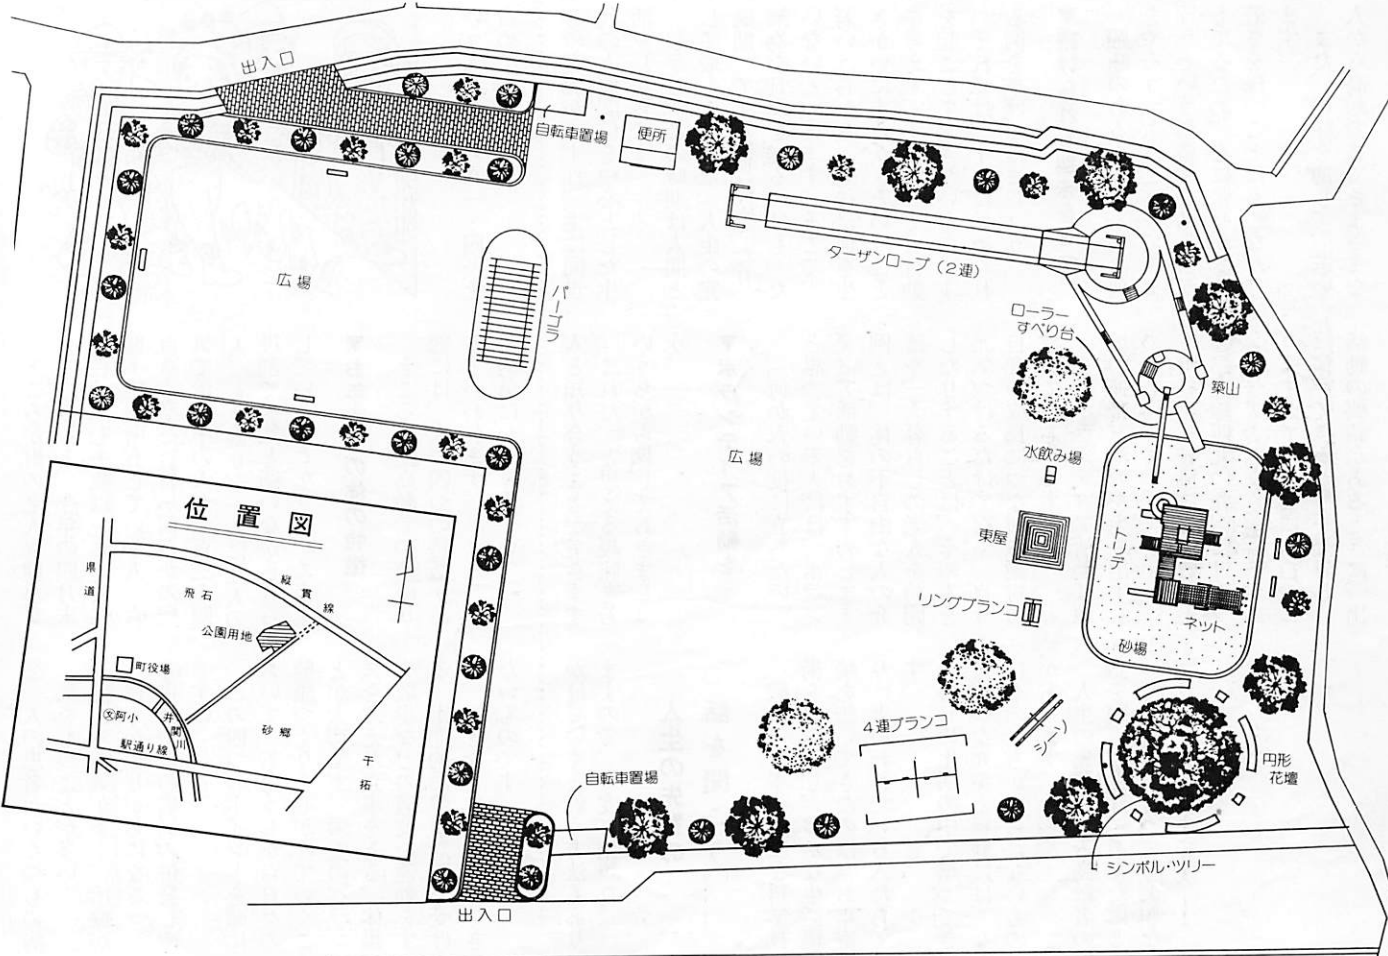 出入口
自転車置場
便所
ターザンロープ(2連)
広場
パーゴラ
ローラー
すべり台
築山
広場
水飲み場
東屋
トリデ
リングブランコ
ネット
砂場
4連ブランコ
シーソ
円形
花壇
自転車置場
シンボル・ツリー
出入口
位置図
県道
縦貫線
飛石
公園用地
町役場
㊛阿小
井関川
駅通り線
砂郷
干拓